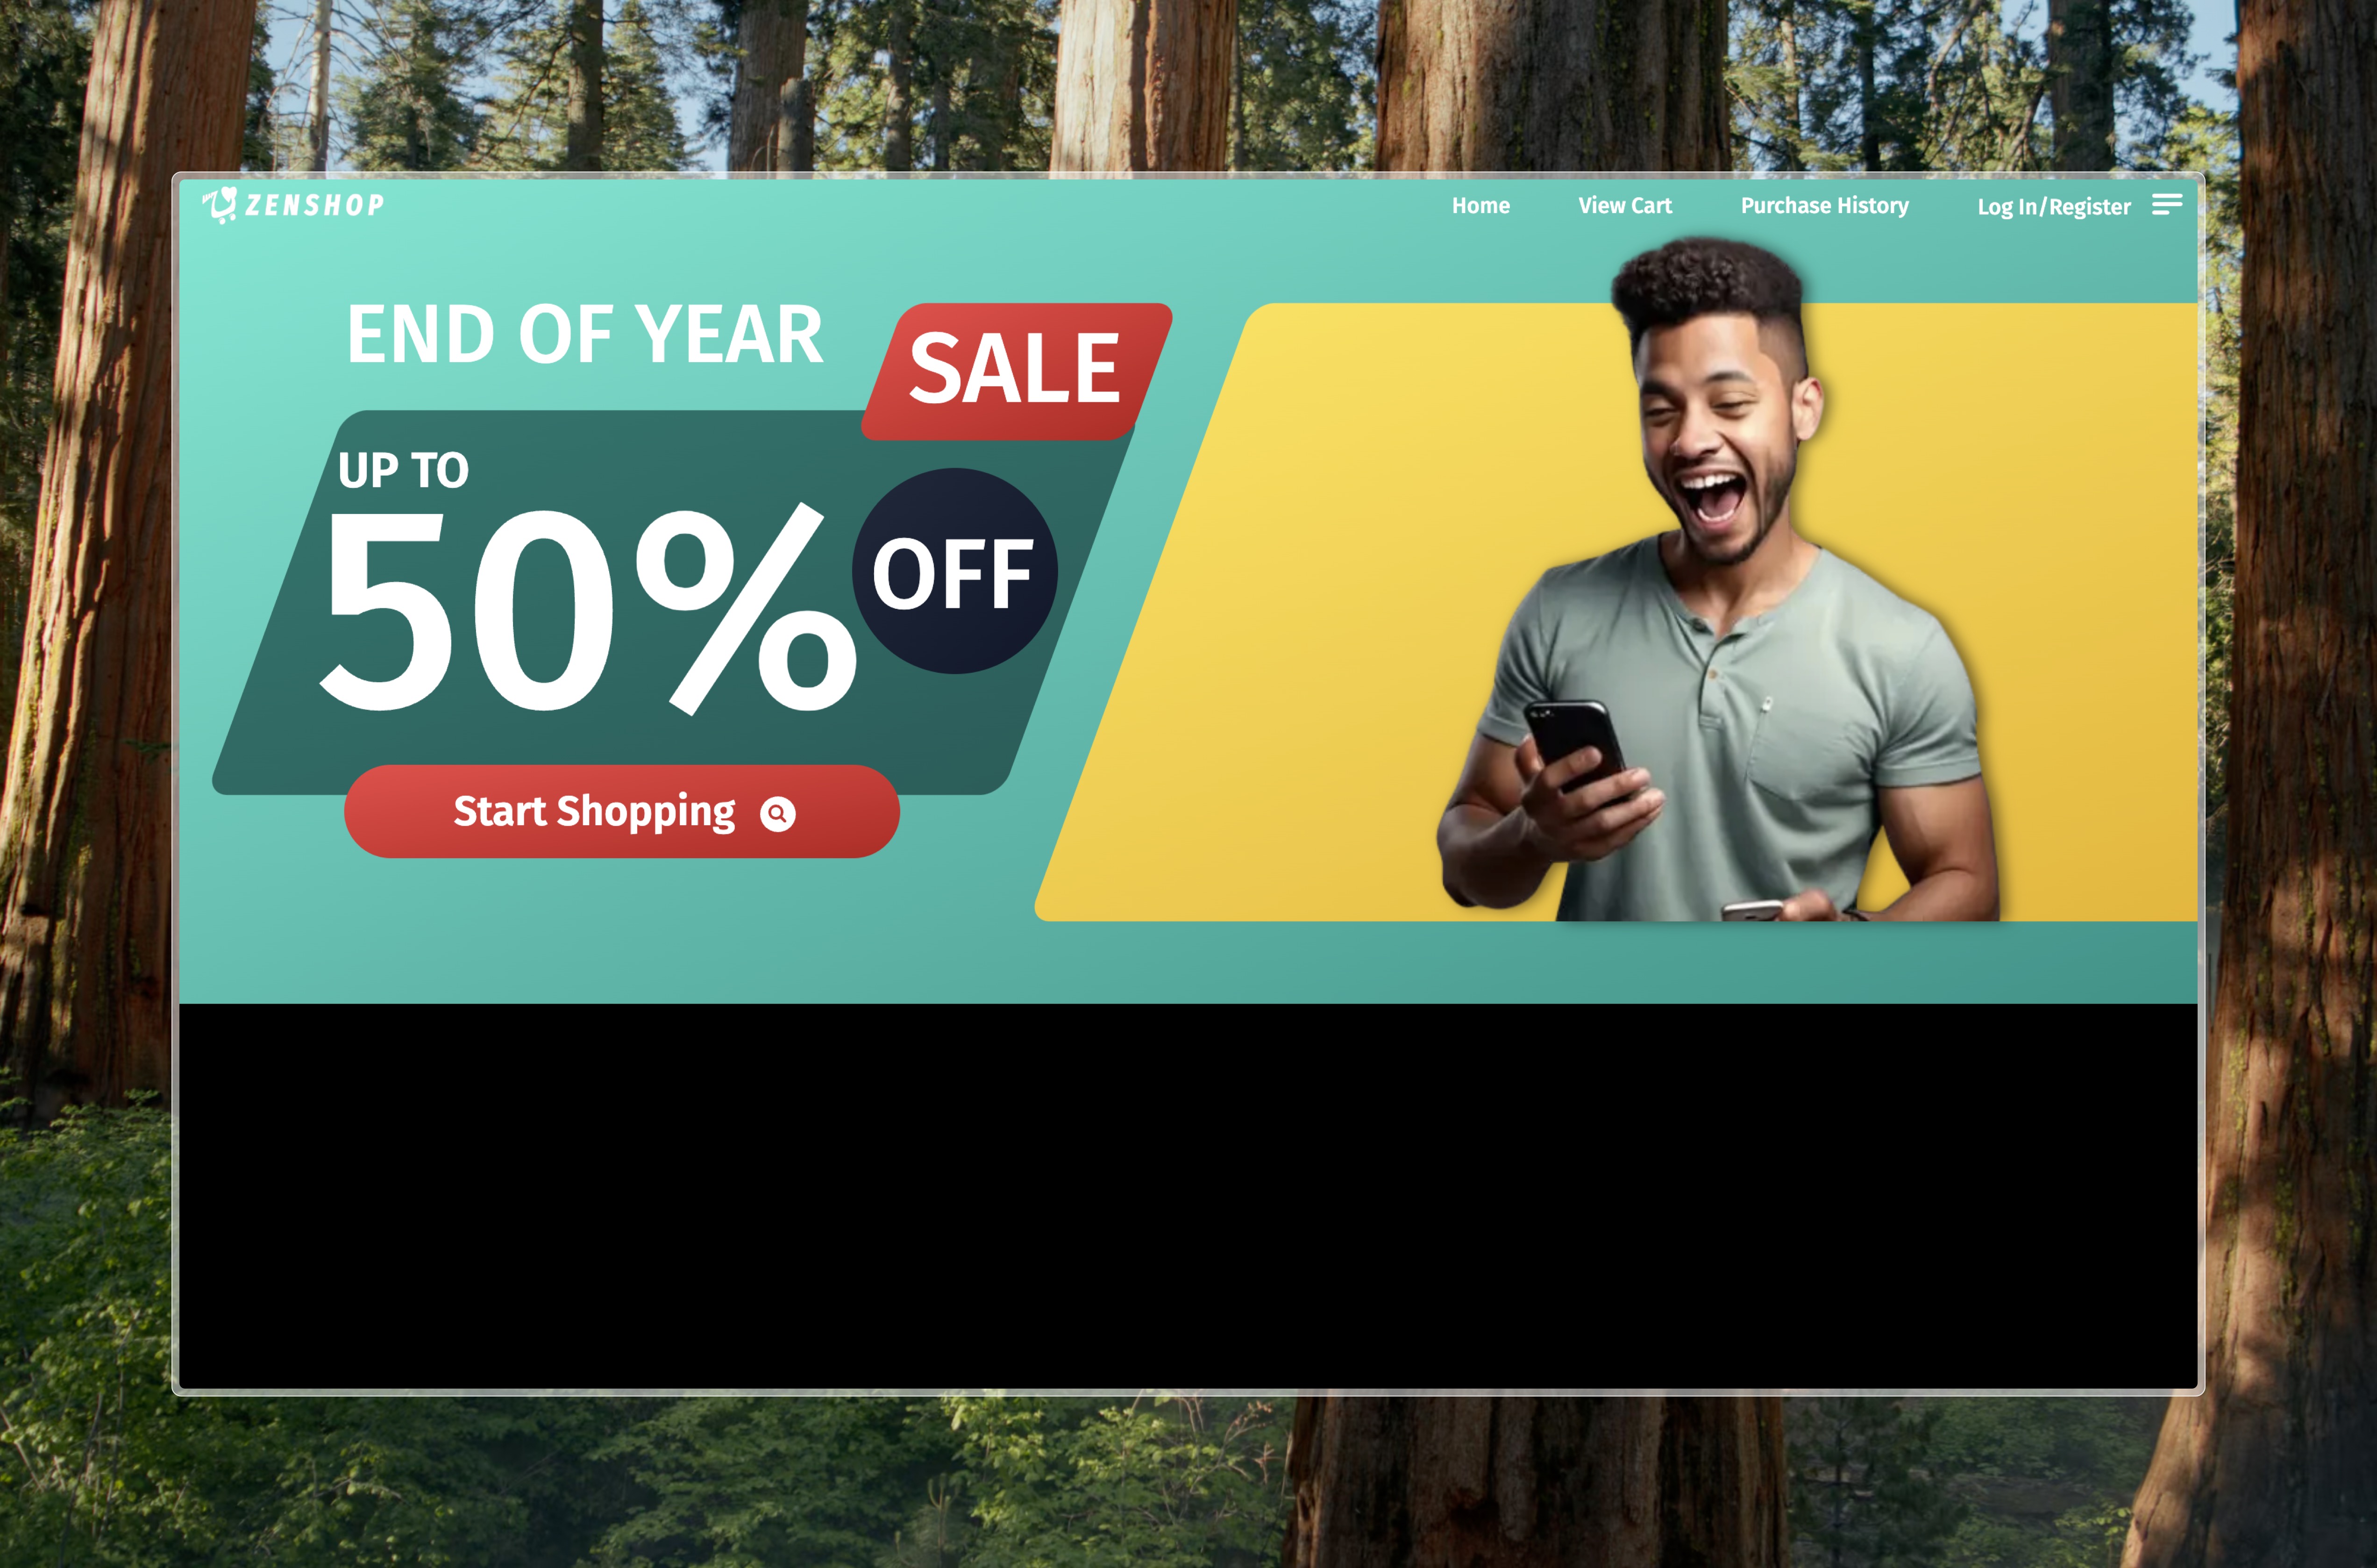 ZENSHOP
Home
View Cart
Purchase History
Log In/Register
END OF YEAR
SALE
UP TO
50%
OFF
Start Shopping